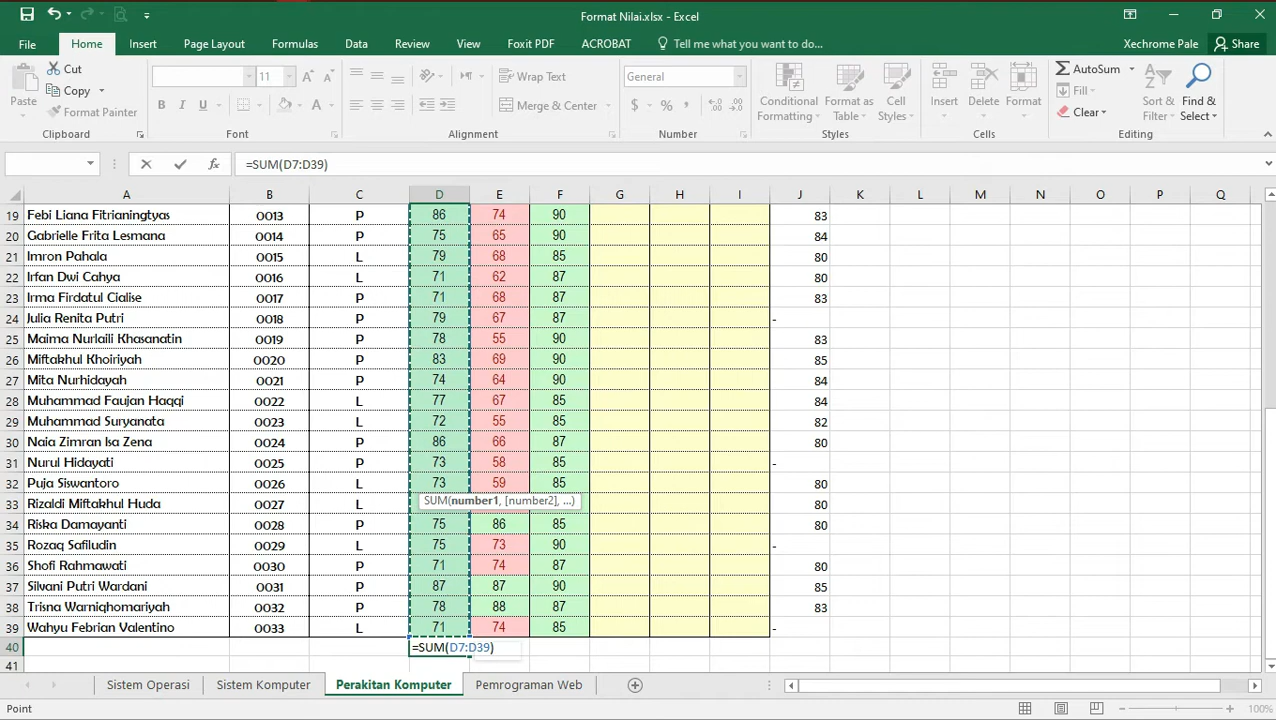 Format Nilai.xlsx - Excel
File Home Insert Page Layout Formulas Data Review View Foxit PDF ACROBAT Tell me what you want to do... Xechrome Pale Share
Paste
Cut
Copy
Format Painter
Clipboard
11
B I U A
Font
Wrap Text
Merge & Center
Alignment
General
$ % ,
Number
Conditional Formatting
Format as Table
Cell Styles
Styles
Insert Delete Format
Cells
AutoSum
Fill
Clear
Sort & Filter
Find & Select
Editing
fx =SUM(D7:D39)
A B C D E F G H I J K L M N O P Q
19 Febi Liana Fitrianingtyas 0013 P 86 74 90 83
20 Gabrielle Frita Lesmana 0014 P 75 65 90 84
21 Imron Pahala 0015 L 79 68 85 80
22 Irfan Dwi Cahya 0016 L 71 62 87 80
23 Irma Firdatul Cialise 0017 P 71 68 87 83
24 Julia Renita Putri 0018 P 79 67 87 -
25 Maima Nurlaili Khasanatin 0019 P 78 55 90 83
26 Miftakhul Khoiriyah 0020 P 83 69 90 85
27 Mita Nurhidayah 0021 P 74 64 90 84
28 Muhammad Faujan Haqqi 0022 L 77 67 85 84
29 Muhammad Suryanata 0023 L 72 55 85 82
30 Naia Zimran Isa Zena 0024 P 86 66 87 80
31 Nurul Hidayati 0025 P 73 58 85 -
32 Puja Siswantoro 0026 L 73 59 85 80
33 Rizaldi Miftakhul Huda 0027 L 80
SUM(number1, [number2], ...)
34 Riska Damayanti 0028 P 75 86 85 80
35 Rozaq Safiludin 0029 L 75 73 90 -
36 Shofi Rahmawati 0030 P 71 74 87 80
37 Silvani Putri Wardani 0031 P 87 87 90 85
38 Trisna Warniqhomariyah 0032 P 78 88 87 83
39 Wahyu Febrian Valentino 0033 L 71 74 85 -
40 =SUM(D7:D39)
41
Sistem Operasi Sistem Komputer Perakitan Komputer Pemrograman Web
Point 100%